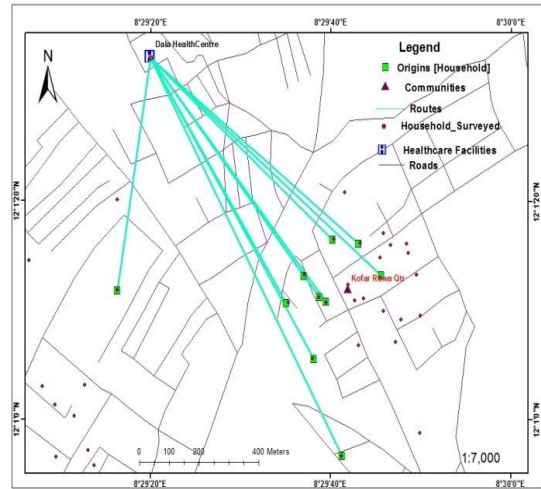 8°29'20"E 8°29'40"E 8°30'0"E
Dala HealthCentre
N
Legend
Origins [Household]
Communities
Routes
Household_Surveyed
Healthcare Facilities
Roads
H
H
12°1'20"N 12°1'20"N
Kofar Ruwa Qtr
12°1'0"N 12°1'0"N
0 100 200 400 Meters
1:7,000
8°29'20"E 8°29'40"E 8°30'0"E